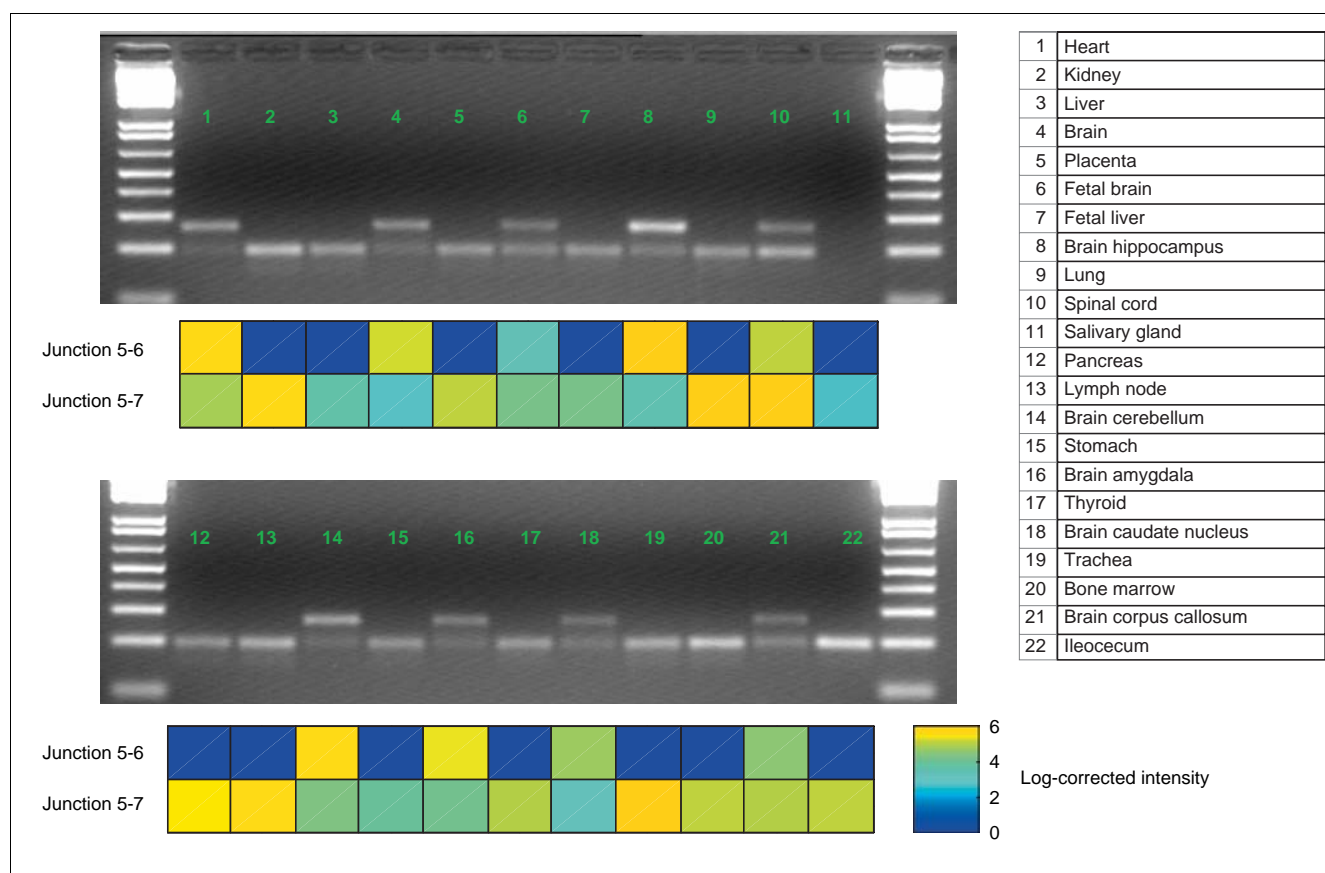 1 2 3 4 5 6 7 8 9 10 11
Junction 5-6
Junction 5-7
12 13 14 15 16 17 18 19 20 21 22
Junction 5-6
Junction 5-7
6
4
2
0
Log-corrected intensity
1 Heart
2 Kidney
3 Liver
4 Brain
5 Placenta
6 Fetal brain
7 Fetal liver
8 Brain hippocampus
9 Lung
10 Spinal cord
11 Salivary gland
12 Pancreas
13 Lymph node
14 Brain cerebellum
15 Stomach
16 Brain amygdala
17 Thyroid
18 Brain caudate nucleus
19 Trachea
20 Bone marrow
21 Brain corpus callosum
22 Ileocecum